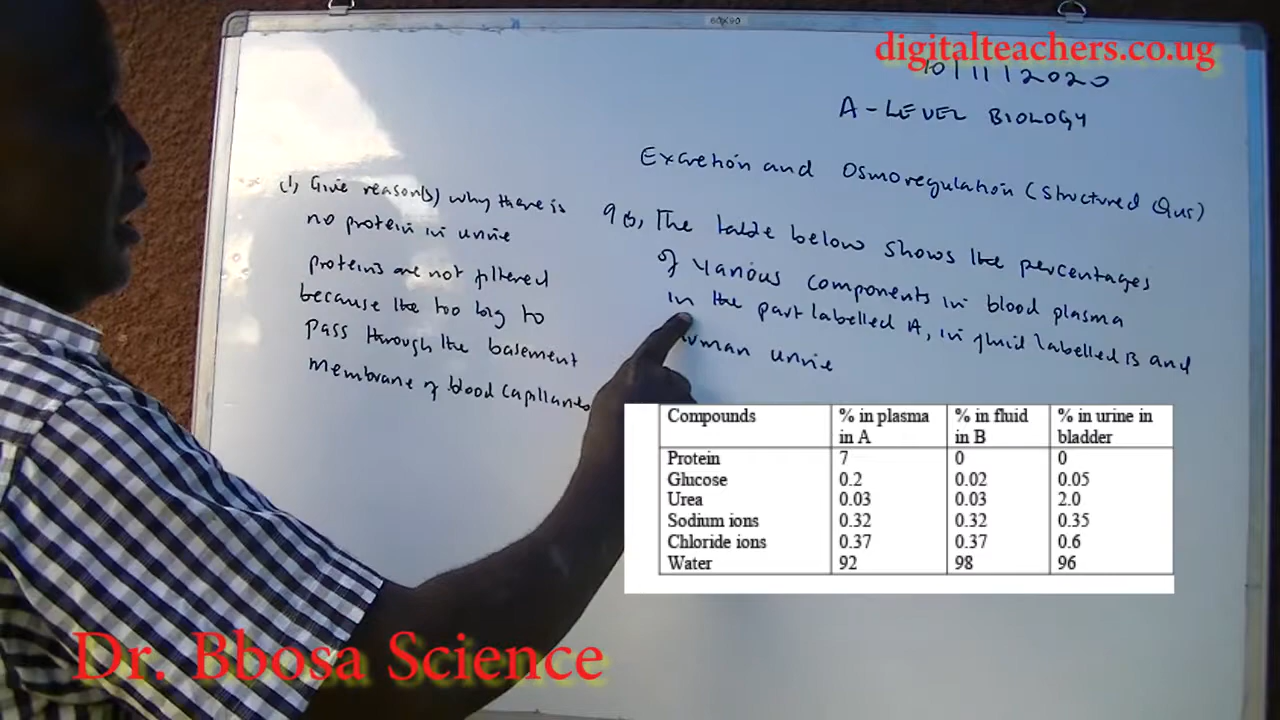 digitalteachers.co.ug
10/11/2020
A-LEVEL BIOLOGY
Excretion and Osmoregulation (Structured Qns)
9b, The table below shows the percentages
of various components in blood plasma
in the part labelled A, in fluid labelled B and
human urine
i, Give reason(s) why there is
no protein in urine
proteins are not filtered
because the too big to
pass through the basement
membrane of blood capillaries
Compounds % in plasma in A % in fluid in B % in urine in bladder
Protein 7 0 0
Glucose 0.2 0.02 0.05
Urea 0.03 0.03 2.0
Sodium ions 0.32 0.32 0.35
Chloride ions 0.37 0.37 0.6
Water 92 98 96
Dr. Bbosa Science